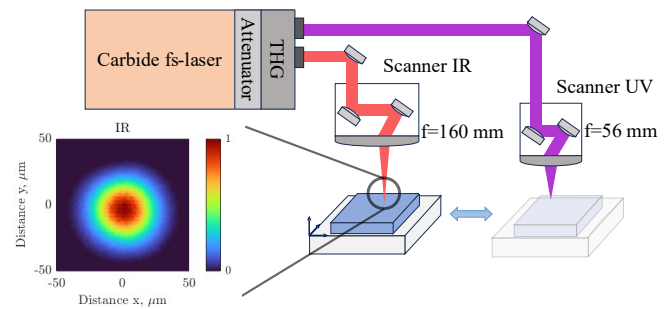 Carbide fs-laser
Attenuator
THG
Scanner IR
f=160 mm
Scanner UV
f=56 mm
IR
50
0
-50
Distance y, μm
-50
0
50
Distance x, μm
1
0